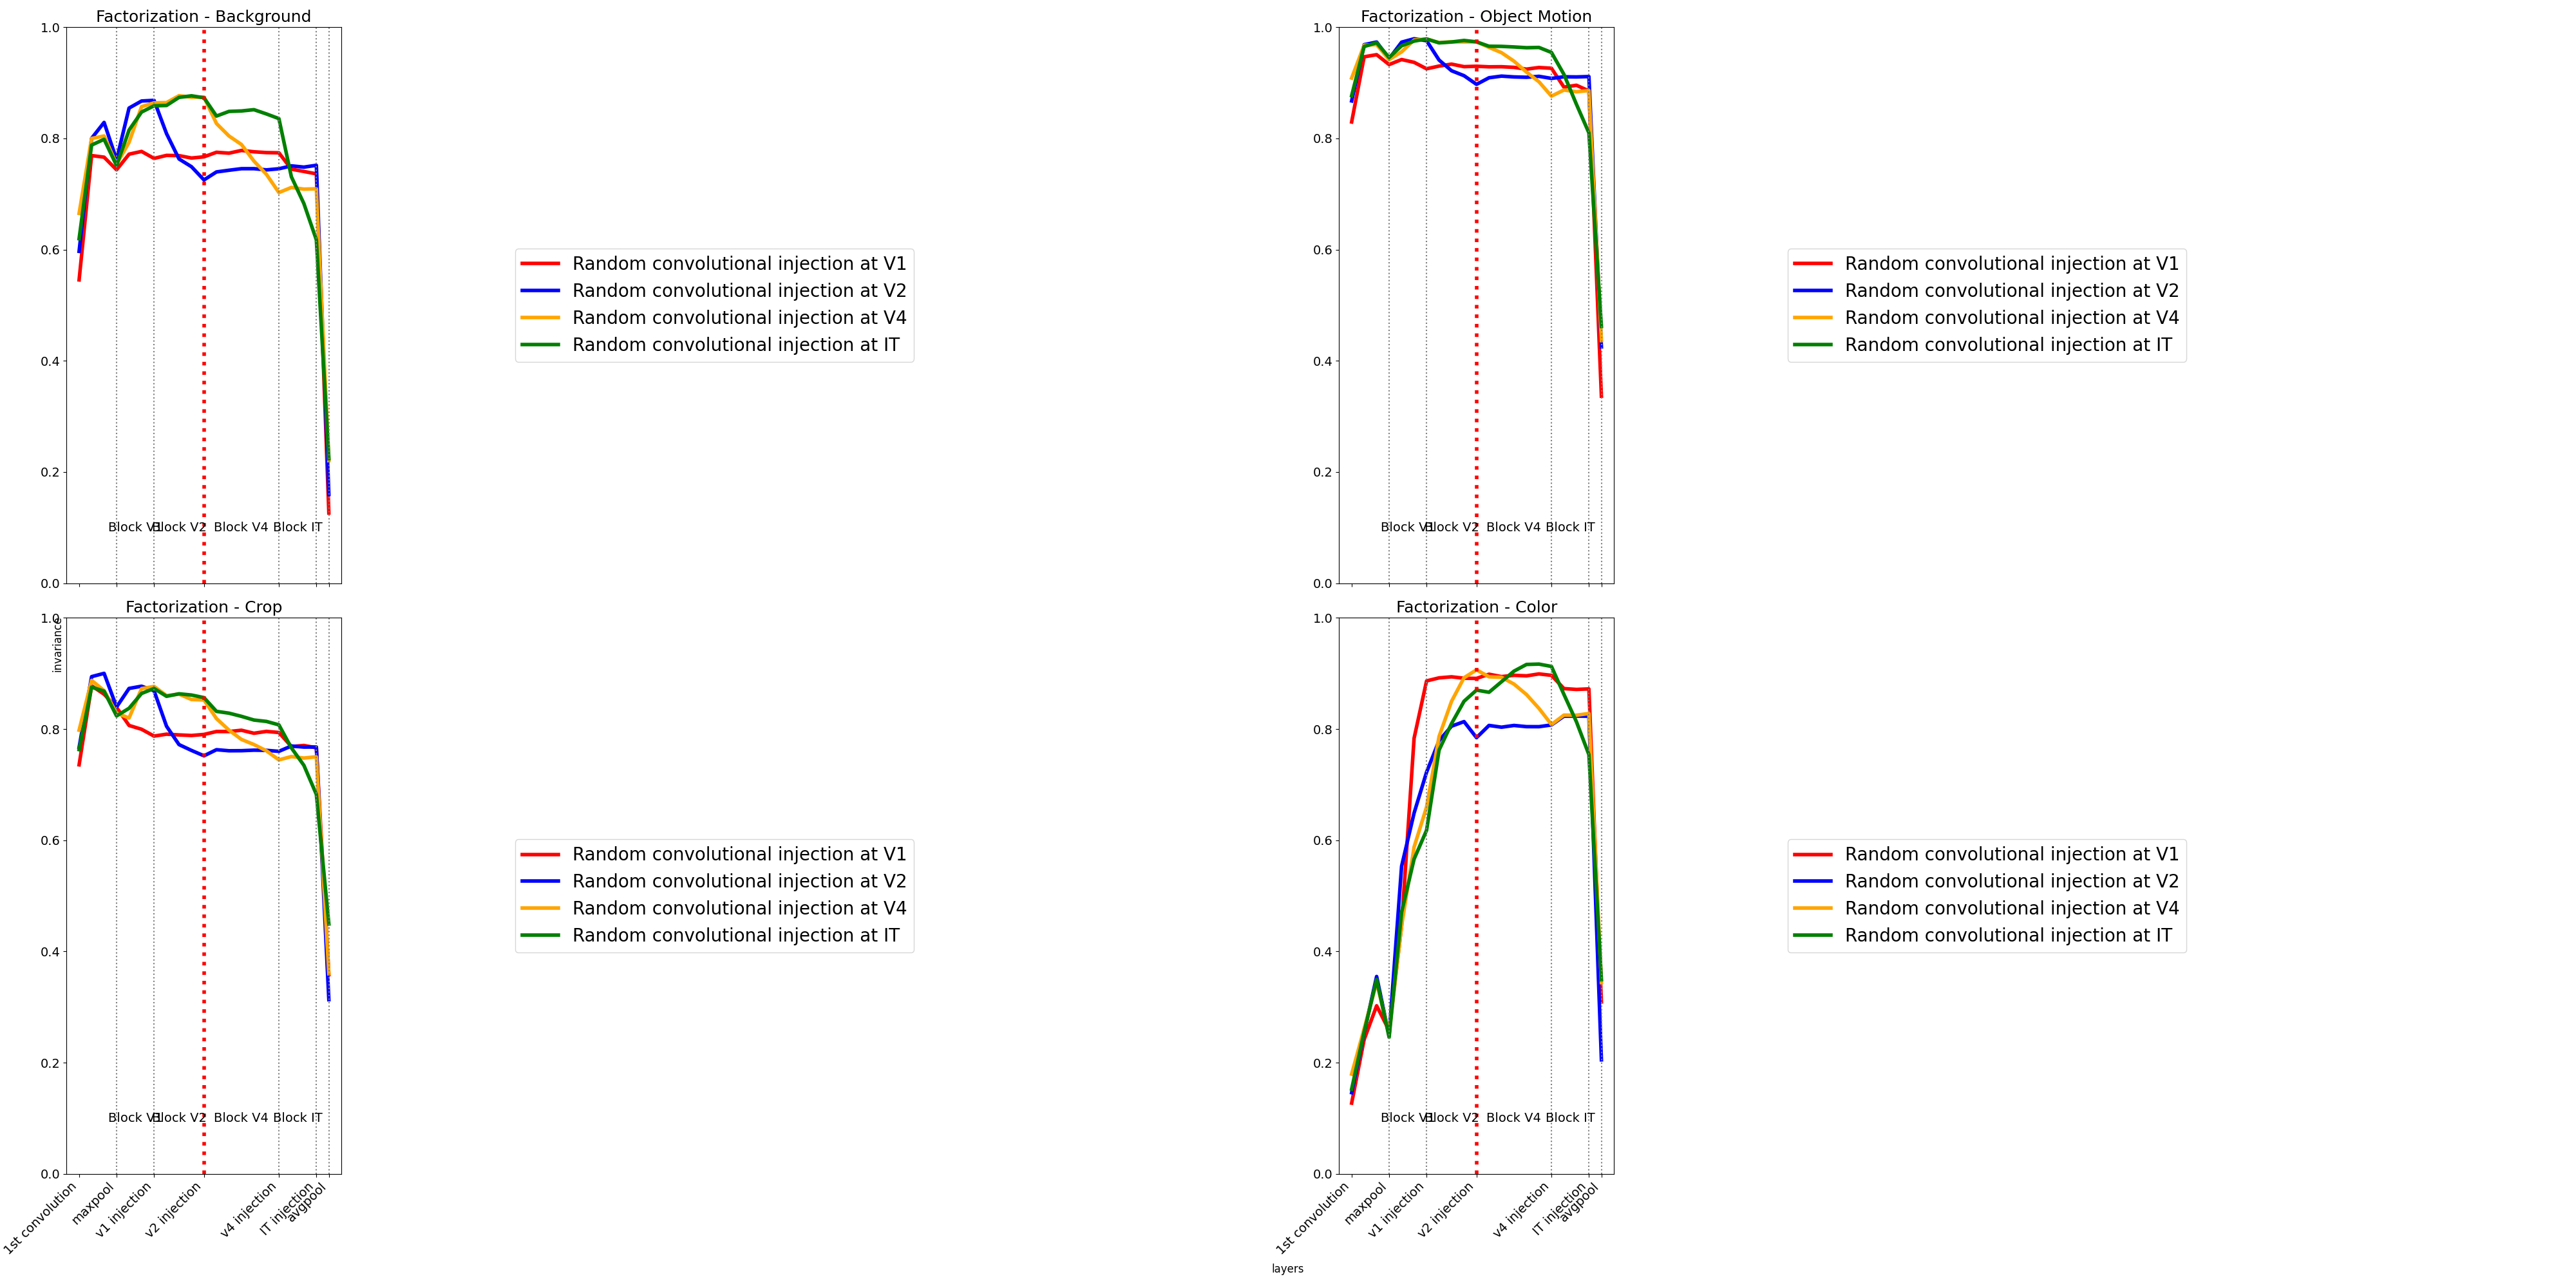 Factorization - Background
1.0
0.8
0.6
0.4
0.2
0.0
Block V1
Block V2
Block V4
Block IT
Random convolutional injection at V1
Random convolutional injection at V2
Random convolutional injection at V4
Random convolutional injection at IT
Factorization - Object Motion
1.0
0.8
0.6
0.4
0.2
0.0
Block V1
Block V2
Block V4
Block IT
Random convolutional injection at V1
Random convolutional injection at V2
Random convolutional injection at V4
Random convolutional injection at IT
Factorization - Crop
invariance
1.0
0.8
0.6
0.4
0.2
0.0
Block V1
Block V2
Block V4
Block IT
1st convolution
maxpool
v1 injection
v2 injection
v4 injection
IT injection
avgpool
Random convolutional injection at V1
Random convolutional injection at V2
Random convolutional injection at V4
Random convolutional injection at IT
Factorization - Color
1.0
0.8
0.6
0.4
0.2
0.0
Block V1
Block V2
Block V4
Block IT
1st convolution
maxpool
v1 injection
v2 injection
v4 injection
IT injection
avgpool
Random convolutional injection at V1
Random convolutional injection at V2
Random convolutional injection at V4
Random convolutional injection at IT
layers